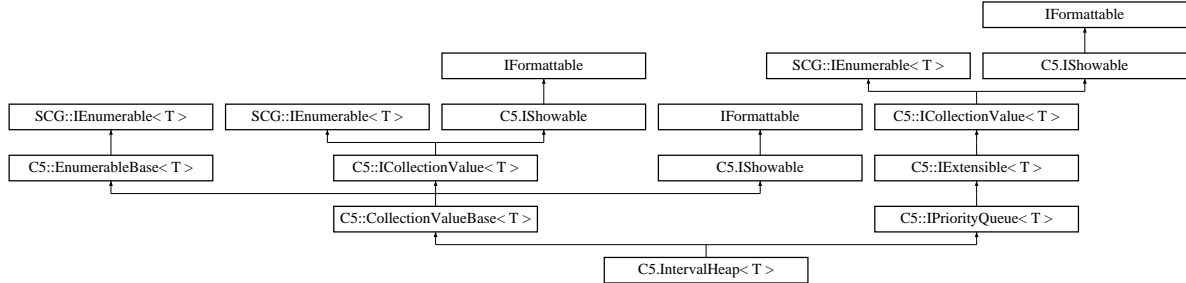 IFormattable
IFormattable SCG::IEnumerable< T > C5.IShowable
SCG::IEnumerable< T > SCG::IEnumerable< T > C5.IShowable IFormattable C5::ICollectionValue< T >
C5::EnumerableBase< T > C5::ICollectionValue< T > C5.IShowable C5::IExtensible< T >
C5::CollectionValueBase< T > C5::IPriorityQueue< T >
C5.IntervalHeap< T >